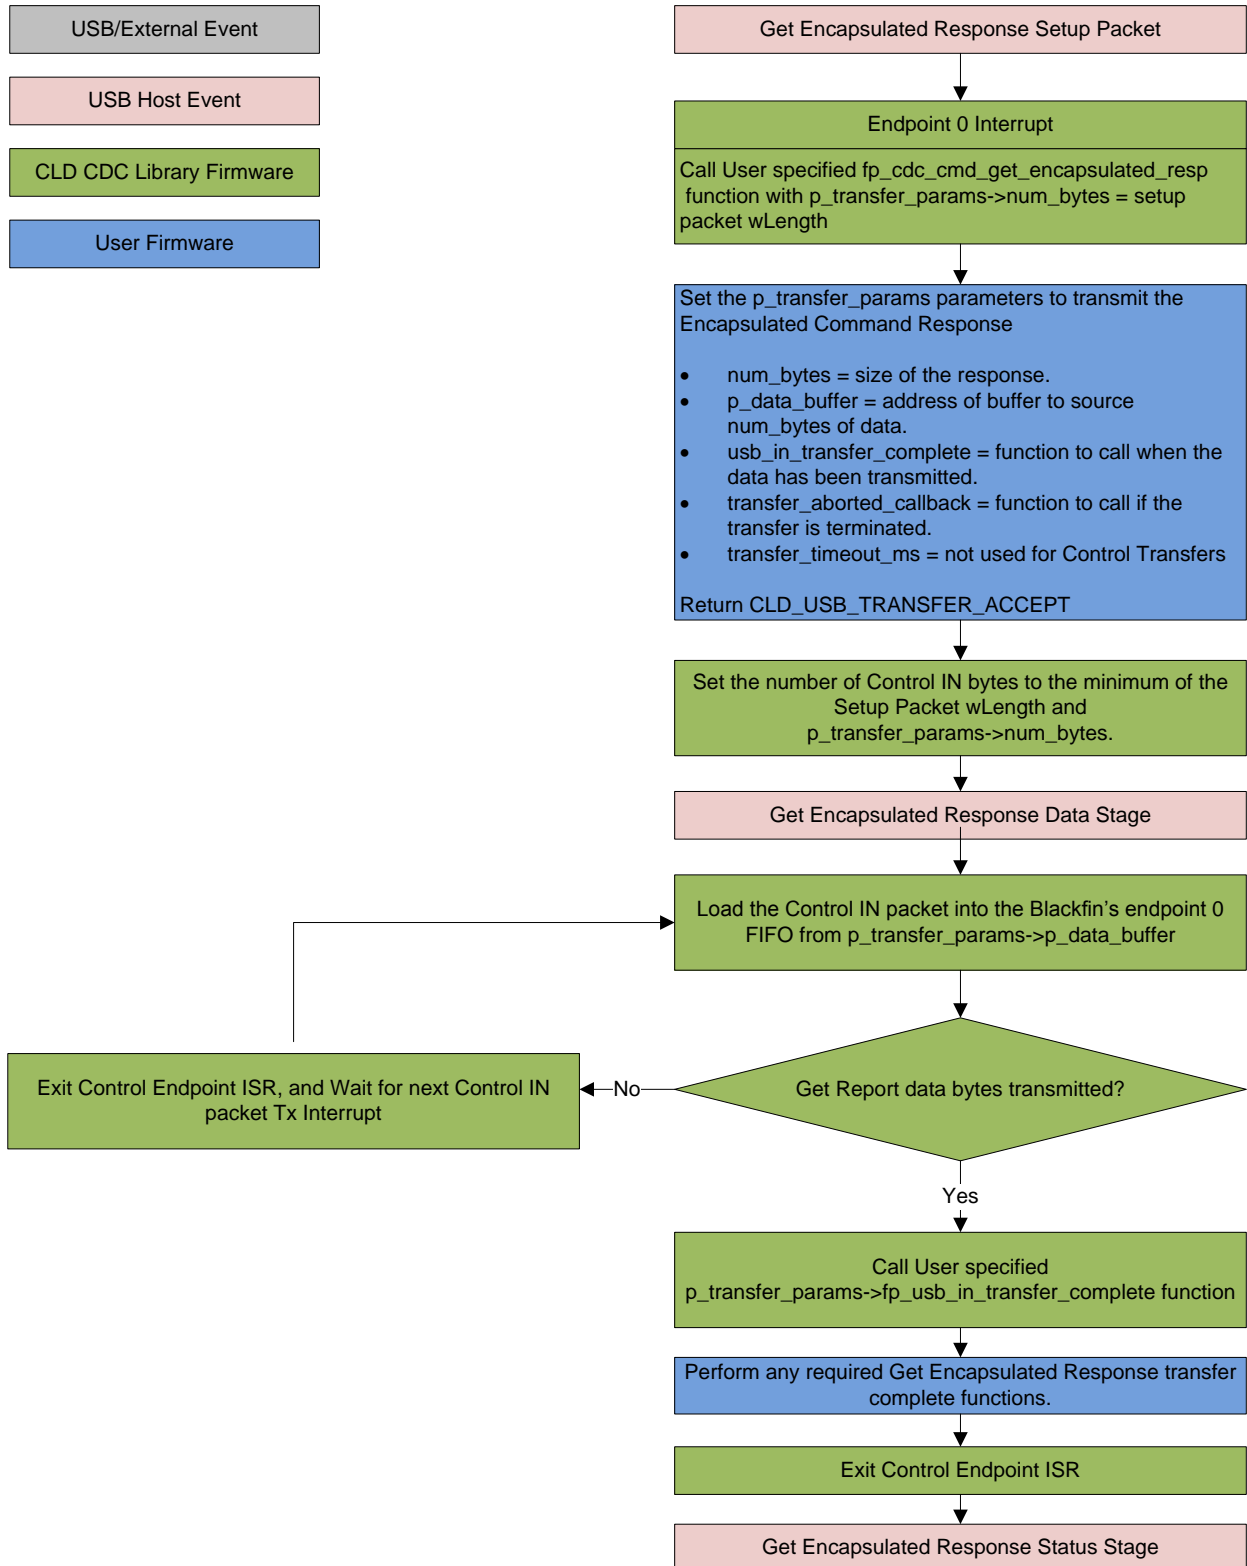 USB/External Event
USB Host Event
CLD CDC Library Firmware
User Firmware
Get Encapsulated Response Setup Packet
Endpoint 0 Interrupt
Call User specified fp_cdc_cmd_get_encapsulated_resp
function with p_transfer_params->num_bytes = setup
packet wLength
Set the p_transfer_params parameters to transmit the
Encapsulated Command Response
• num_bytes = size of the response.
• p_data_buffer = address of buffer to source
num_bytes of data.
• usb_in_transfer_complete = function to call when the
data has been transmitted.
• transfer_aborted_callback = function to call if the
transfer is terminated.
• transfer_timeout_ms = not used for Control Transfers
Return CLD_USB_TRANSFER_ACCEPT
Set the number of Control IN bytes to the minimum of the
Setup Packet wLength and
p_transfer_params->num_bytes.
Get Encapsulated Response Data Stage
Load the Control IN packet into the Blackfin’s endpoint 0
FIFO from p_transfer_params->p_data_buffer
Get Report data bytes transmitted?
No
Exit Control Endpoint ISR, and Wait for next Control IN
packet Tx Interrupt
Yes
Call User specified
p_transfer_params->fp_usb_in_transfer_complete function
Perform any required Get Encapsulated Response transfer
complete functions.
Exit Control Endpoint ISR
Get Encapsulated Response Status Stage